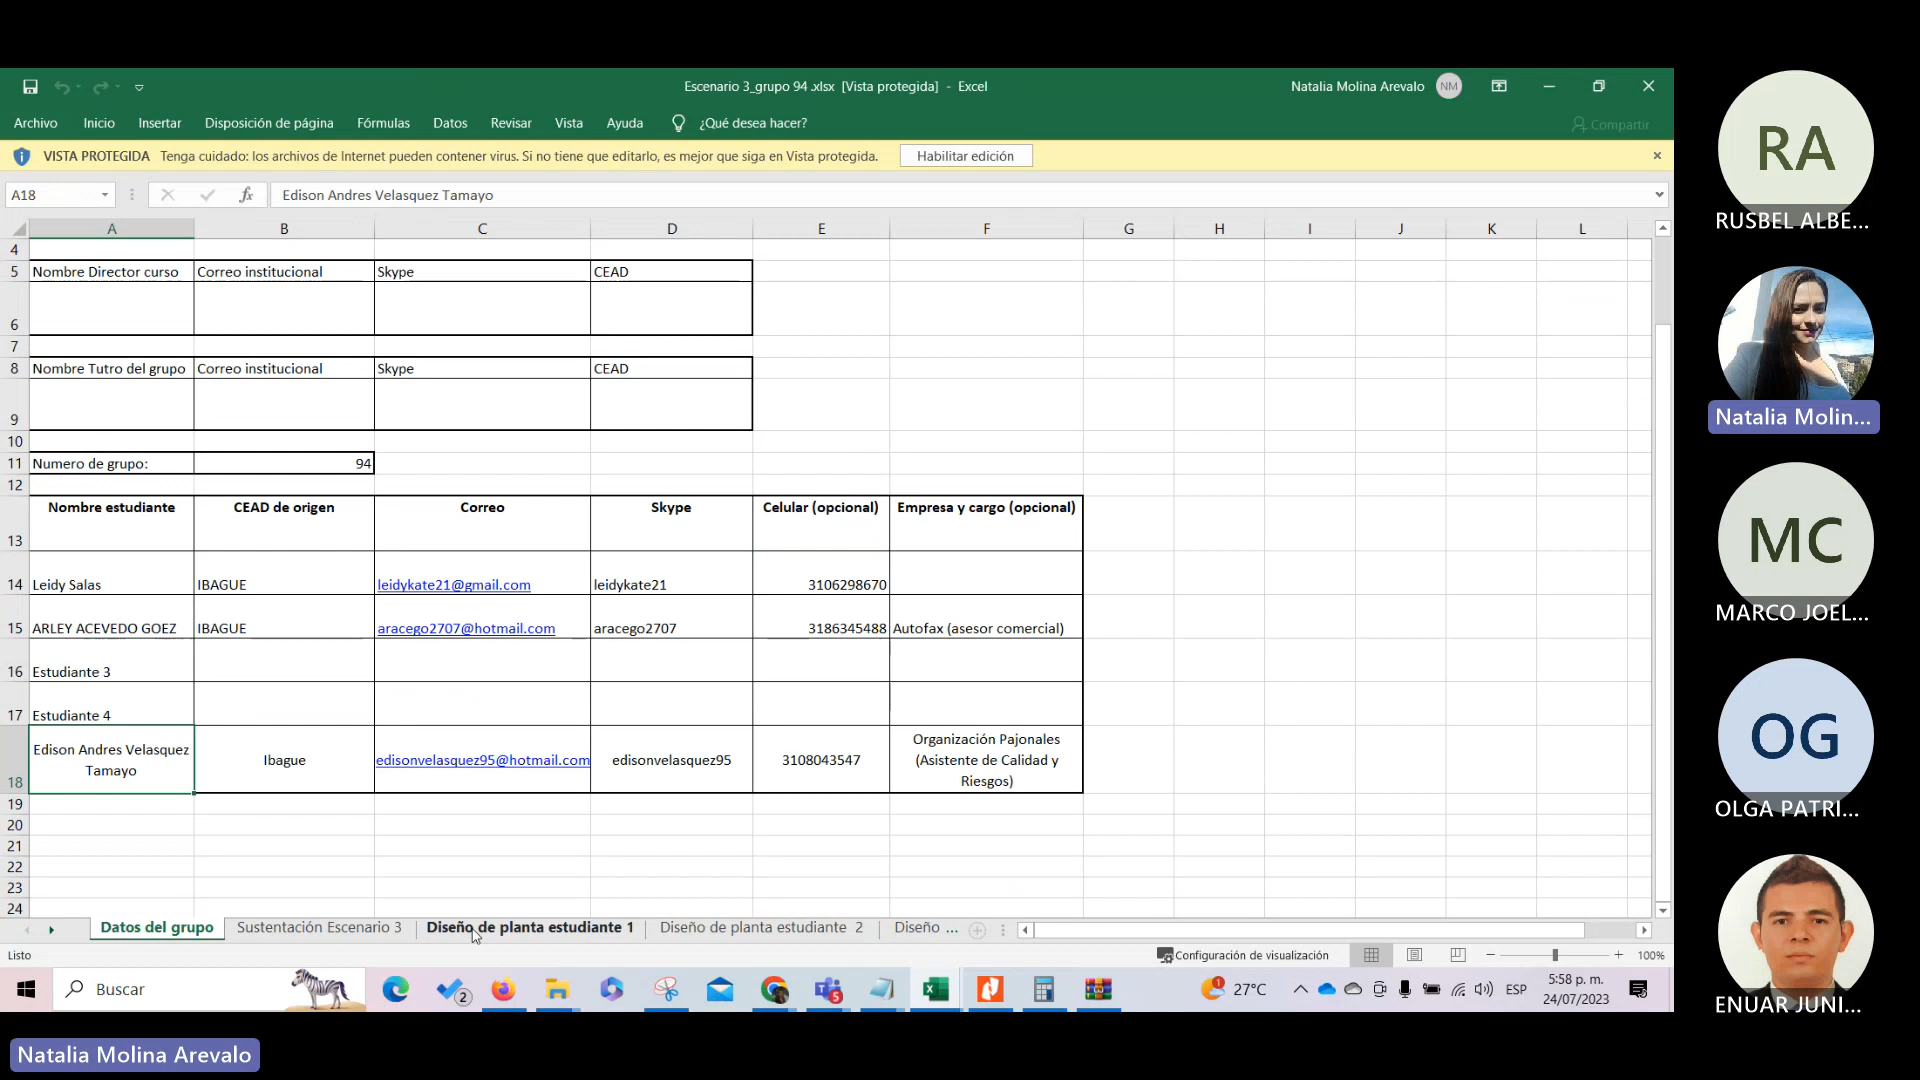 Escenario 3_grupo 94 .xlsx [Vista protegida] - Excel
Natalia Molina Arevalo NM
Archivo Inicio Insertar Disposición de página Fórmulas Datos Revisar Vista Ayuda ¿Qué desea hacer? Compartir
VISTA PROTEGIDA Tenga cuidado: los archivos de Internet pueden contener virus. Si no tiene que editarlo, es mejor que siga en Vista protegida. Habilitar edición
A18 fx Edison Andres Velasquez Tamayo
A B C D E F G H I J K L
4
5 Nombre Director curso Correo institucional Skype CEAD
6
7
8 Nombre Tutro del grupo Correo institucional Skype CEAD
9
10
11 Numero de grupo: 94
12
13 Nombre estudiante CEAD de origen Correo Skype Celular (opcional) Empresa y cargo (opcional)
14 Leidy Salas IBAGUE leidykate21@gmail.com leidykate21 3106298670
15 ARLEY ACEVEDO GOEZ IBAGUE aracego2707@hotmail.com aracego2707 3186345488 Autofax (asesor comercial)
16 Estudiante 3
17 Estudiante 4
18 Edison Andres Velasquez Tamayo Ibague edisonvelasquez95@hotmail.com edisonvelasquez95 3108043547 Organización Pajonales (Asistente de Calidad y Riesgos)
19
20
21
22
23
24
Datos del grupo Sustentación Escenario 3 Diseño de planta estudiante 1 Diseño de planta estudiante 2 Diseño ...
Listo Configuración de visualización 100%
Buscar 2 5 1 27°C ESP 5:58 p. m.
24/07/2023
Natalia Molina Arevalo
RA
RUSBEL ALBE...
Natalia Molin...
MC
MARCO JOEL...
OG
OLGA PATRI...
ENUAR JUNI...